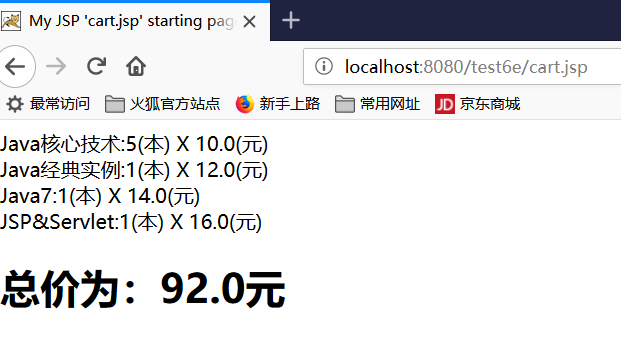 My JSP 'cart.jsp' starting pag
localhost:8080/test6e/cart.jsp
最常访问 火狐官方站点 新手上路 常用网址 JD 京东商城
Java核心技术:5(本) X 10.0(元)
Java经典实例:1(本) X 12.0(元)
Java7:1(本) X 14.0(元)
JSP&Servlet:1(本) X 16.0(元)
总价为：92.0元